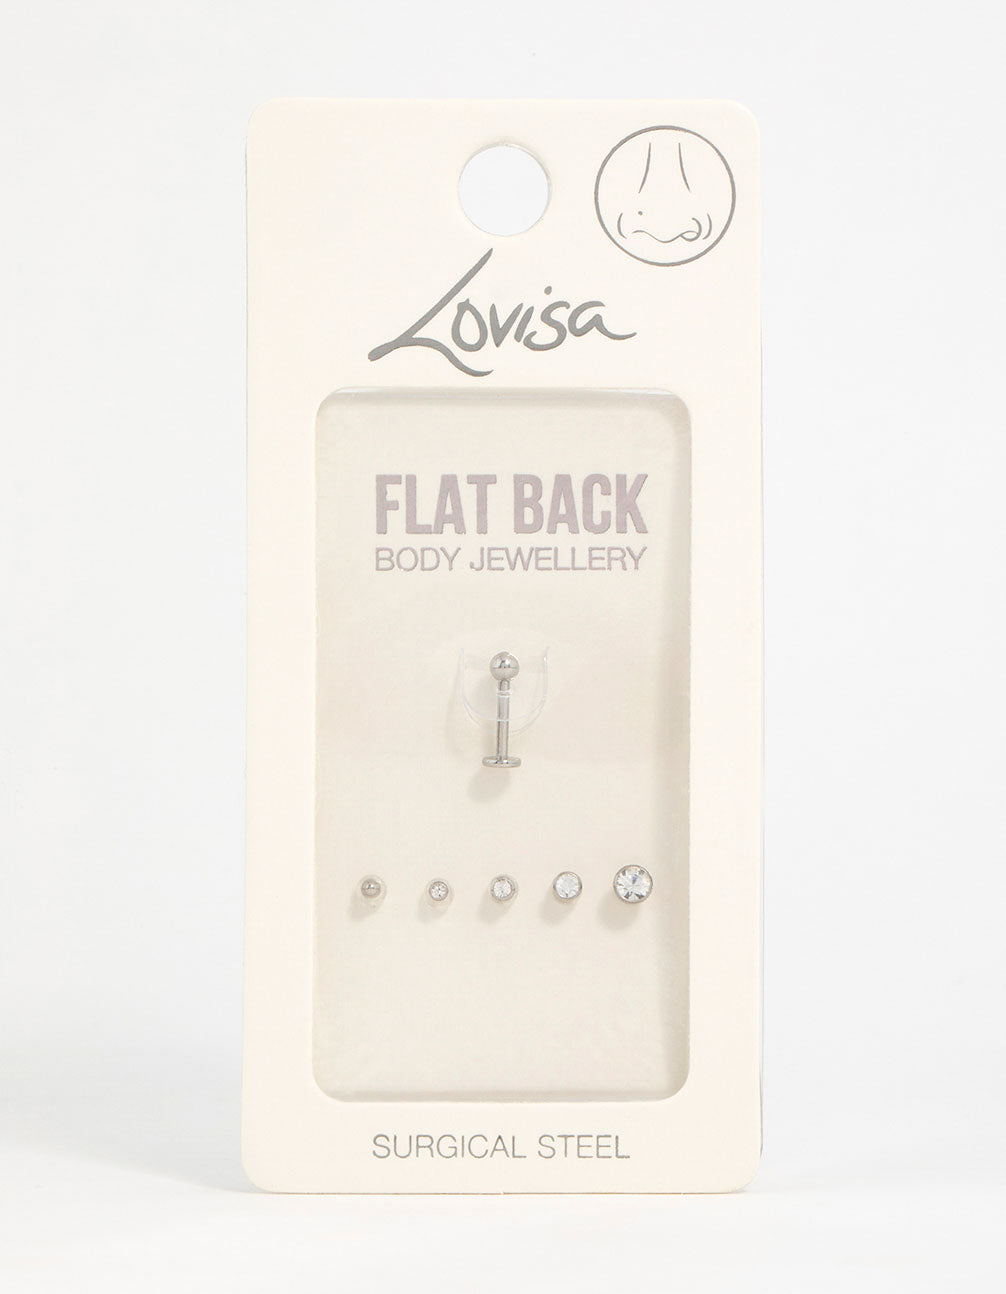 Lovisa
FLAT BACK
BODY JEWELLERY
SURGICAL STEEL